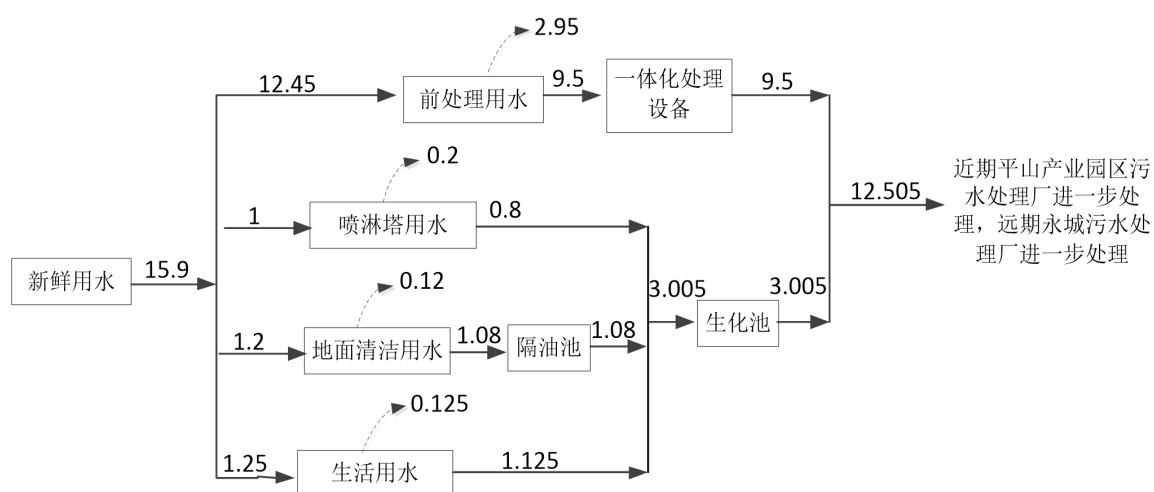 2.95
12.45
前处理用水
9.5
一体化处理
设备
9.5
0.2
1
喷淋塔用水
0.8
近期平山产业园区污
水处理厂进一步处
理，远期永城污水处
理厂进一步处理
12.505
新鲜用水
15.9
0.12
1.2
地面清洁用水
1.08
隔油池
1.08
3.005
生化池
3.005
0.125
1.25
生活用水
1.125